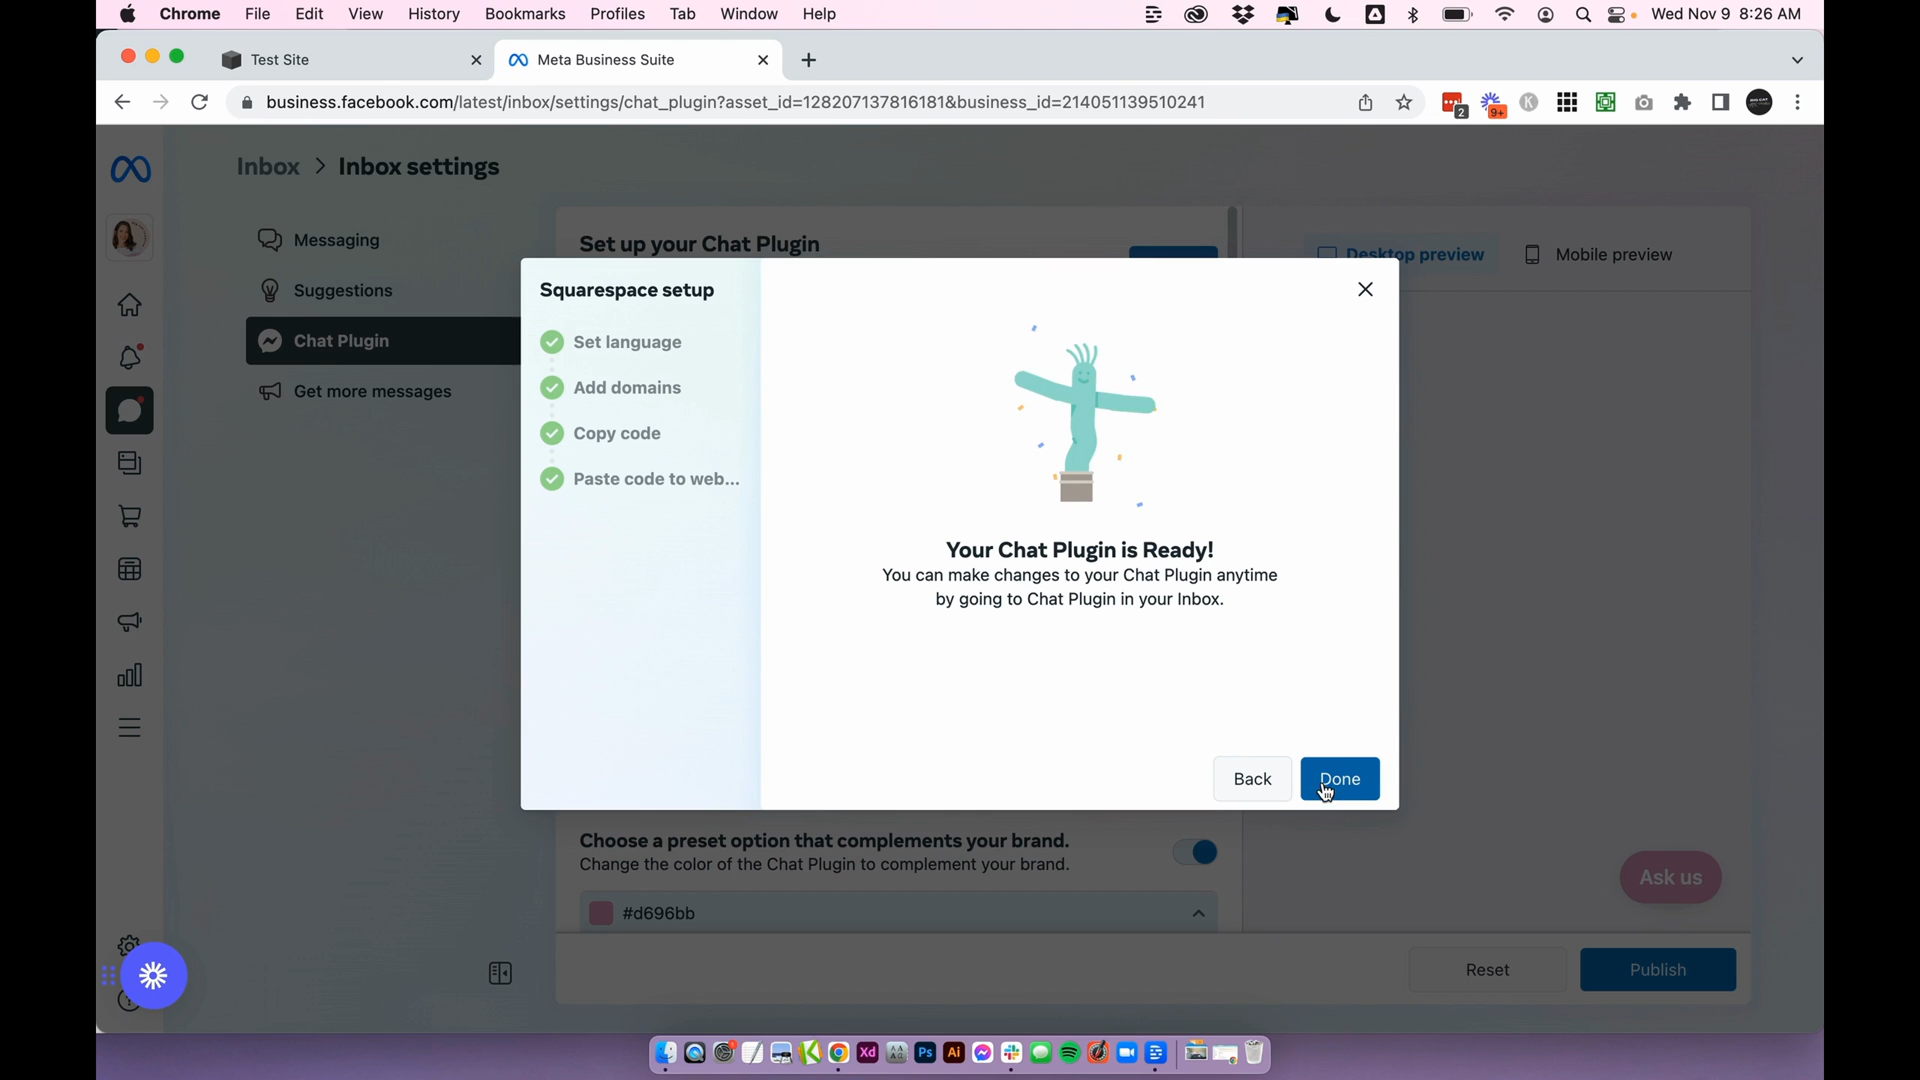 Chrome File Edit View History Bookmarks Profiles Tab Window Help Wed Nov 9 8:26 AM
Test Site
Meta Business Suite
business.facebook.com/latest/inbox/settings/chat_plugin?asset_id=128207137816181&business_id=214051139510241
2
9+
K
Inbox > Inbox settings
Messaging
Suggestions
Chat Plugin
Get more messages
Set up your Chat Plugin
Desktop preview
Mobile preview
Squarespace setup
Set language
Add domains
Copy code
Paste code to web...
Your Chat Plugin is Ready!
You can make changes to your Chat Plugin anytime
by going to Chat Plugin in your Inbox.
Back
Done
Choose a preset option that complements your brand.
Change the color of the Chat Plugin to complement your brand.
#d696bb
Ask us
Reset
Publish
Xd
Ps
Ai